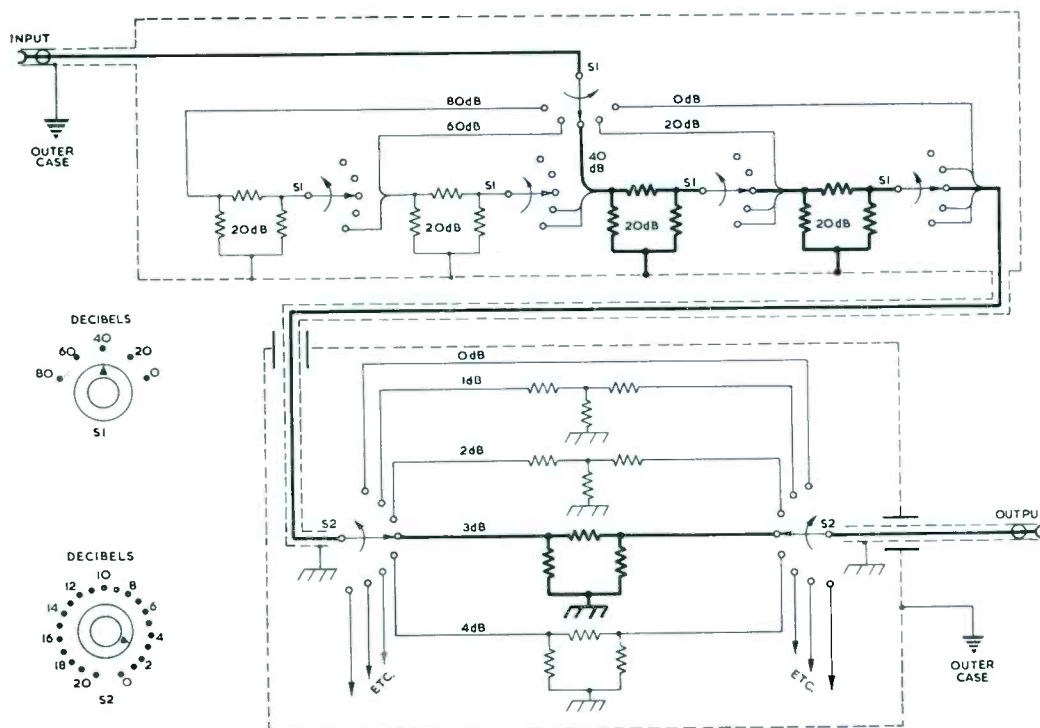 INPUT
OUTER
CASE
S1
80dB
0dB
60dB
20dB
40
dB
S1
S1
S1
S1
20dB
20dB
20dB
20dB
DECIBELS
40
60
20
80
0
S1
0dB
1dB
2dB
S2
3dB
S2
OUTPU
4dB
ETC.
ETC.
OUTER
CASE
DECIBELS
10
12
8
14
6
16
4
18
2
20
0
S2